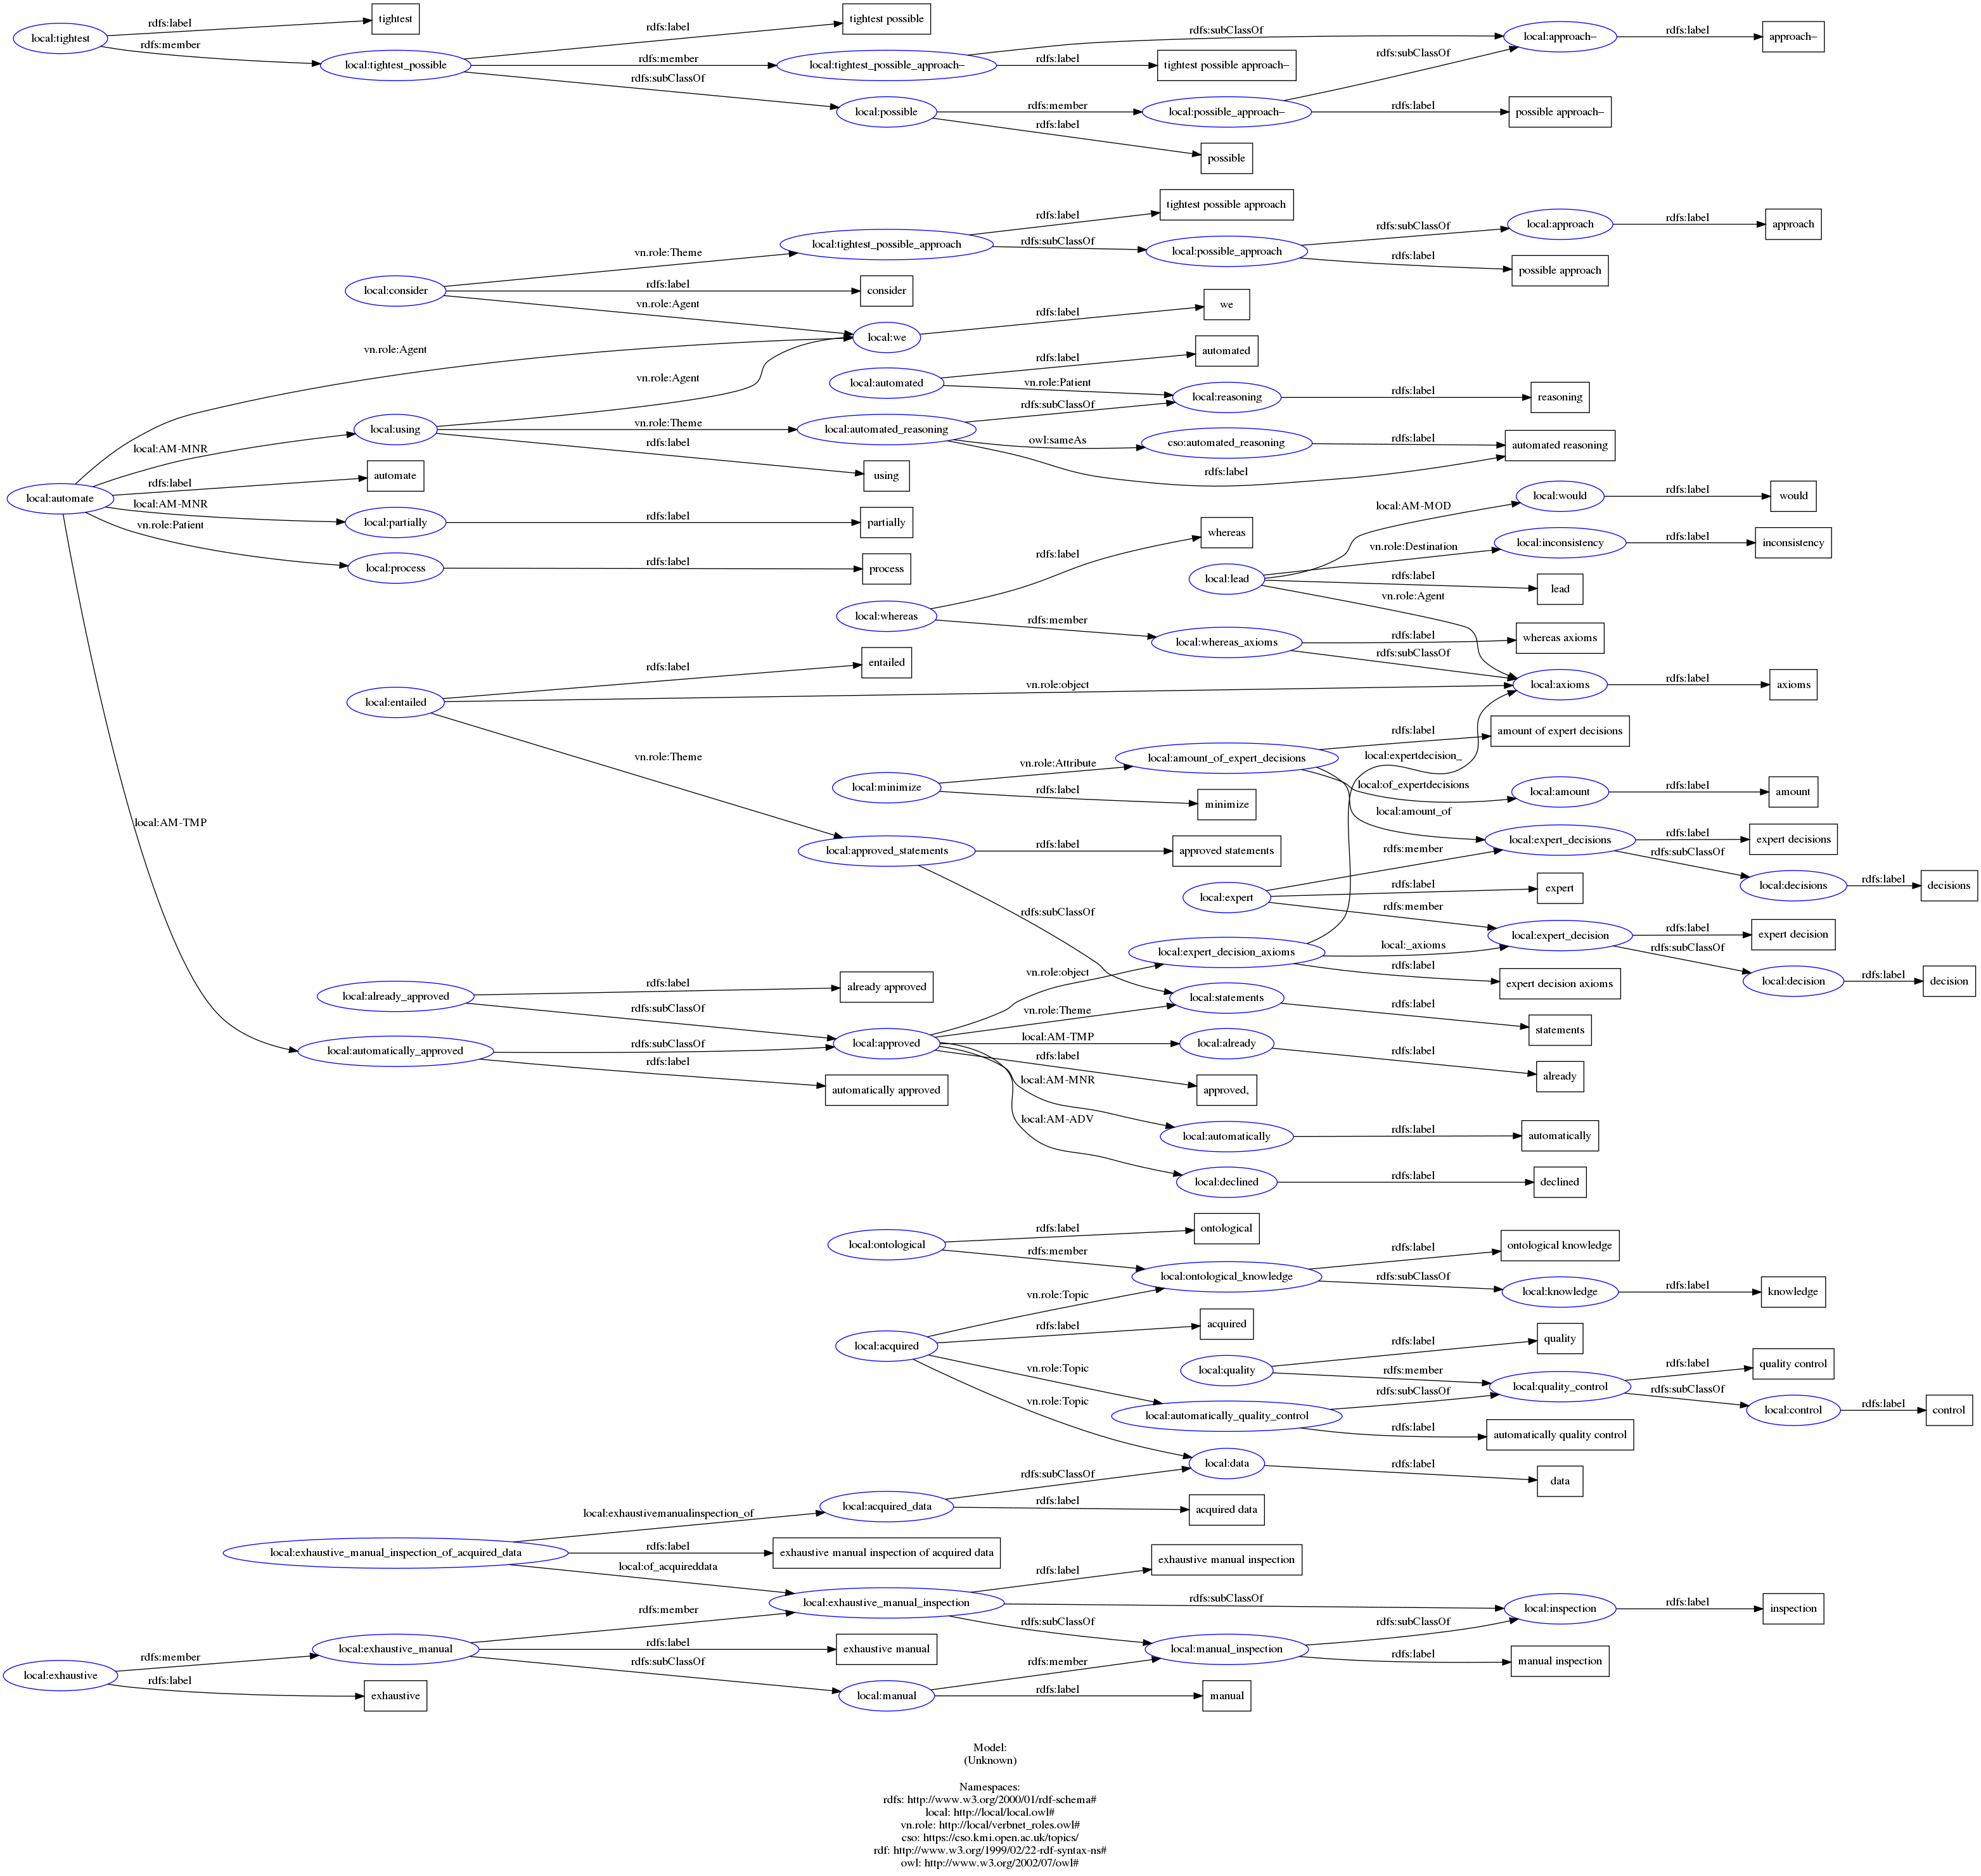 rdfs:label
tightest
local:tightest
rdfs:member
local:tightest_possible
rdfs:label
tightest possible
rdfs:member
local:tightest_possible_approach–
rdfs:subClassOf
local:approach–
rdfs:label
approach–
rdfs:label
tightest possible approach–
rdfs:subClassOf
rdfs:subClassOf
local:possible
rdfs:member
local:possible_approach–
rdfs:label
possible approach–
rdfs:label
possible
local:consider
vn.role:Theme
local:tightest_possible_approach
rdfs:label
tightest possible approach
rdfs:subClassOf
local:possible_approach
rdfs:subClassOf
local:approach
rdfs:label
approach
rdfs:label
possible approach
rdfs:label
consider
vn.role:Agent
local:we
rdfs:label
we
vn.role:Agent
vn.role:Agent
local:automated
rdfs:label
automated
vn.role:Patient
local:reasoning
rdfs:label
reasoning
local:AM-MNR
local:using
vn.role:Theme
local:automated_reasoning
rdfs:subClassOf
owl:sameAs
cso:automated_reasoning
rdfs:label
automated reasoning
rdfs:label
rdfs:label
using
local:automate
rdfs:label
automate
local:AM-MNR
local:partially
rdfs:label
partially
vn.role:Patient
local:process
rdfs:label
process
local:AM-MOD
local:would
rdfs:label
would
local:lead
vn.role:Destination
local:inconsistency
rdfs:label
inconsistency
rdfs:label
lead
vn.role:Agent
local:whereas
rdfs:label
whereas
rdfs:member
local:whereas_axioms
rdfs:label
whereas axioms
rdfs:subClassOf
local:axioms
rdfs:label
axioms
local:entailed
rdfs:label
entailed
vn.role:object
vn.role:Theme
local:approved_statements
rdfs:label
approved statements
rdfs:subClassOf
local:minimize
vn.role:Attribute
local:amount_of_expert_decisions
rdfs:label
amount of expert decisions
local:expertdecision_
rdfs:label
minimize
local:of_expertdecisions
local:amount
rdfs:label
amount
local:amount_of
local:expert_decisions
rdfs:label
expert decisions
rdfs:subClassOf
local:decisions
rdfs:label
decisions
local:expert
rdfs:member
rdfs:label
expert
rdfs:member
local:expert_decision
rdfs:label
expert decision
rdfs:subClassOf
local:decision
rdfs:label
decision
local:expert_decision_axioms
local:_axioms
rdfs:label
expert decision axioms
local:AM-TMP
local:already_approved
rdfs:label
already approved
rdfs:subClassOf
local:automatically_approved
rdfs:subClassOf
rdfs:label
automatically approved
local:approved
vn.role:object
vn.role:Theme
local:statements
rdfs:label
statements
local:AM-TMP
local:already
rdfs:label
already
rdfs:label
approved,
local:AM-MNR
local:automatically
rdfs:label
automatically
local:AM-ADV
local:declined
rdfs:label
declined
local:ontological
rdfs:label
ontological
rdfs:member
local:ontological_knowledge
rdfs:label
ontological knowledge
rdfs:subClassOf
local:knowledge
rdfs:label
knowledge
local:acquired
vn.role:Topic
rdfs:label
acquired
vn.role:Topic
vn.role:Topic
local:quality
rdfs:label
quality
rdfs:member
local:quality_control
rdfs:label
quality control
rdfs:subClassOf
local:control
rdfs:label
control
local:automatically_quality_control
rdfs:subClassOf
rdfs:label
automatically quality control
local:data
rdfs:label
data
local:exhaustive_manual_inspection_of_acquired_data
local:exhaustivemanualinspection_of
local:acquired_data
rdfs:subClassOf
rdfs:label
acquired data
rdfs:label
exhaustive manual inspection of acquired data
local:of_acquireddata
local:exhaustive_manual_inspection
rdfs:label
exhaustive manual inspection
rdfs:subClassOf
local:inspection
rdfs:label
inspection
rdfs:subClassOf
local:manual_inspection
rdfs:subClassOf
rdfs:label
manual inspection
local:exhaustive
rdfs:member
local:exhaustive_manual
rdfs:member
rdfs:label
exhaustive manual
rdfs:subClassOf
local:manual
rdfs:member
rdfs:label
manual
rdfs:label
exhaustive
Model:
(Unknown)
Namespaces:
rdfs: http://www.w3.org/2000/01/rdf-schema#
local: http://local/local.owl#
vn.role: http://local/verbnet_roles.owl#
cso: https://cso.kmi.open.ac.uk/topics/
rdf: http://www.w3.org/1999/02/22-rdf-syntax-ns#
owl: http://www.w3.org/2002/07/owl#